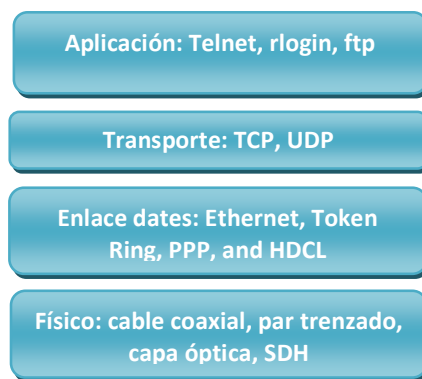 Aplicación: Telnet, rlogin, ftp
Transporte: TCP, UDP
Enlace dates: Ethernet, Token
Ring, PPP, and HDCL
Físico: cable coaxial, par trenzado,
capa óptica, SDH